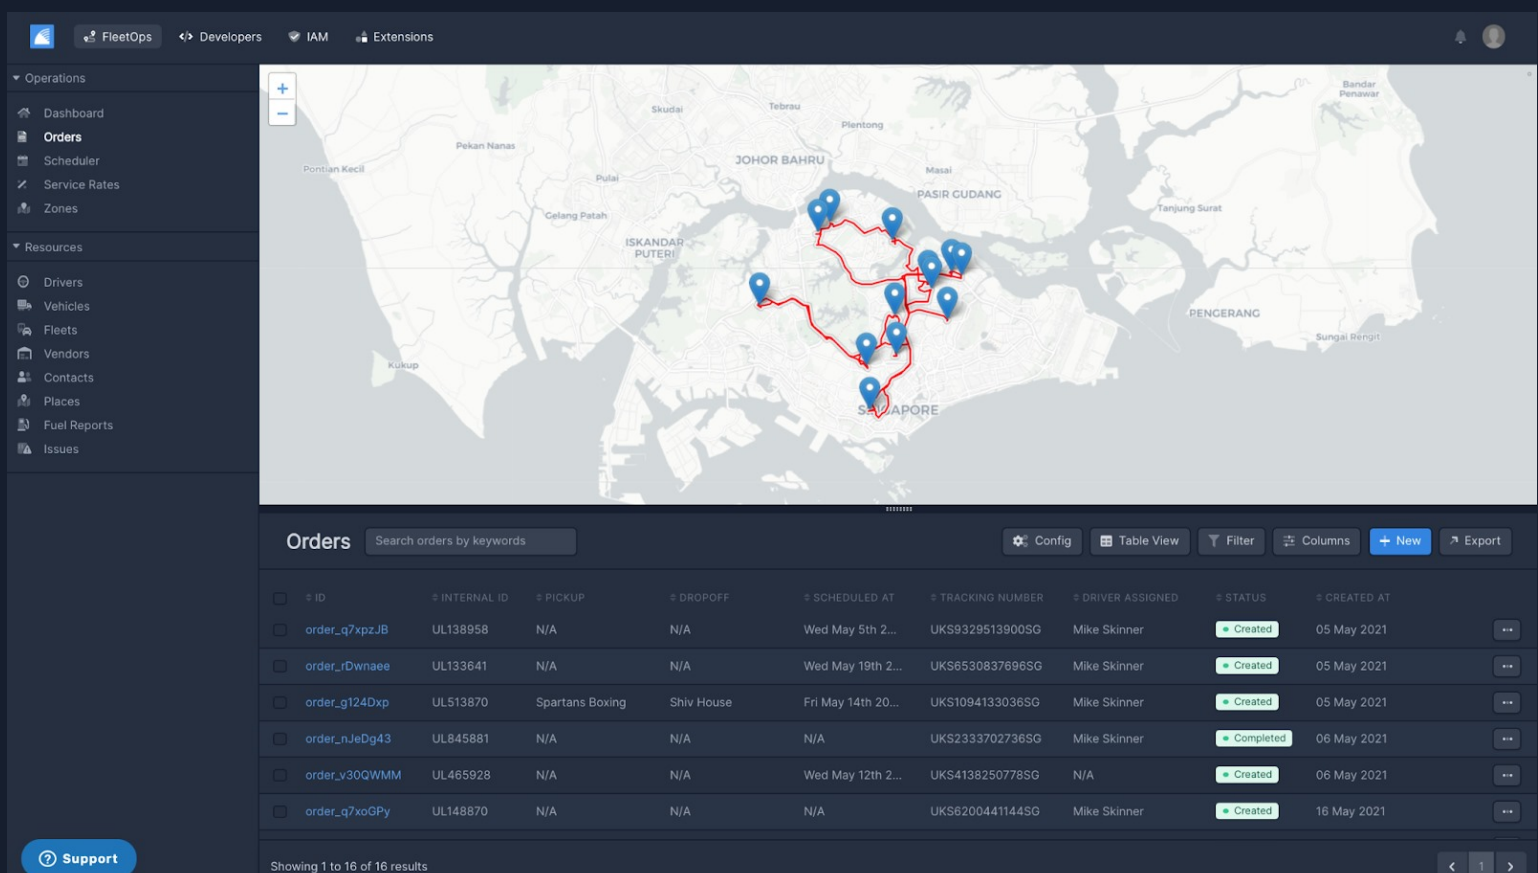 FleetOps
Developers
IAM
Extensions
Operations
Dashboard
Orders
Scheduler
Service Rates
Zones
Resources
Drivers
Vehicles
Fleets
Vendors
Contacts
Places
Fuel Reports
Issues
Support
+
−
Skudai
Tebrau
Plentong
Bandar
Penawar
Pekan Nanas
JOHOR BAHRU
Pontian Kecil
Pulai
Masai
PASIR GUDANG
Gelang Patah
Tanjung Surat
ISKANDAR
PUTERI
PENGERANG
Sungai Rengit
Kukup
SINGAPORE
Orders
Search orders by keywords
Config
Table View
Filter
Columns
+ New
Export
ID INTERNAL ID PICKUP DROPOFF SCHEDULED AT TRACKING NUMBER DRIVER ASSIGNED STATUS CREATED AT
order_q7xpzJB UL138958 N/A N/A Wed May 5th 2... UKS9329513900SG Mike Skinner Created 05 May 2021
order_rDwnaee UL133641 N/A N/A Wed May 19th 2... UKS6530837696SG Mike Skinner Created 05 May 2021
order_g124Dxp UL513870 Spartans Boxing Shiv House Fri May 14th 20... UKS1094133036SG Mike Skinner Created 05 May 2021
order_nJeDg43 UL845881 N/A N/A N/A UKS2333702736SG Mike Skinner Completed 06 May 2021
order_v30QWMM UL465928 N/A N/A Wed May 12th 2... UKS4138250778SG N/A Created 06 May 2021
order_q7xoGPy UL148870 N/A N/A N/A UKS6200441144SG Mike Skinner Created 16 May 2021
Showing 1 to 16 of 16 results
1